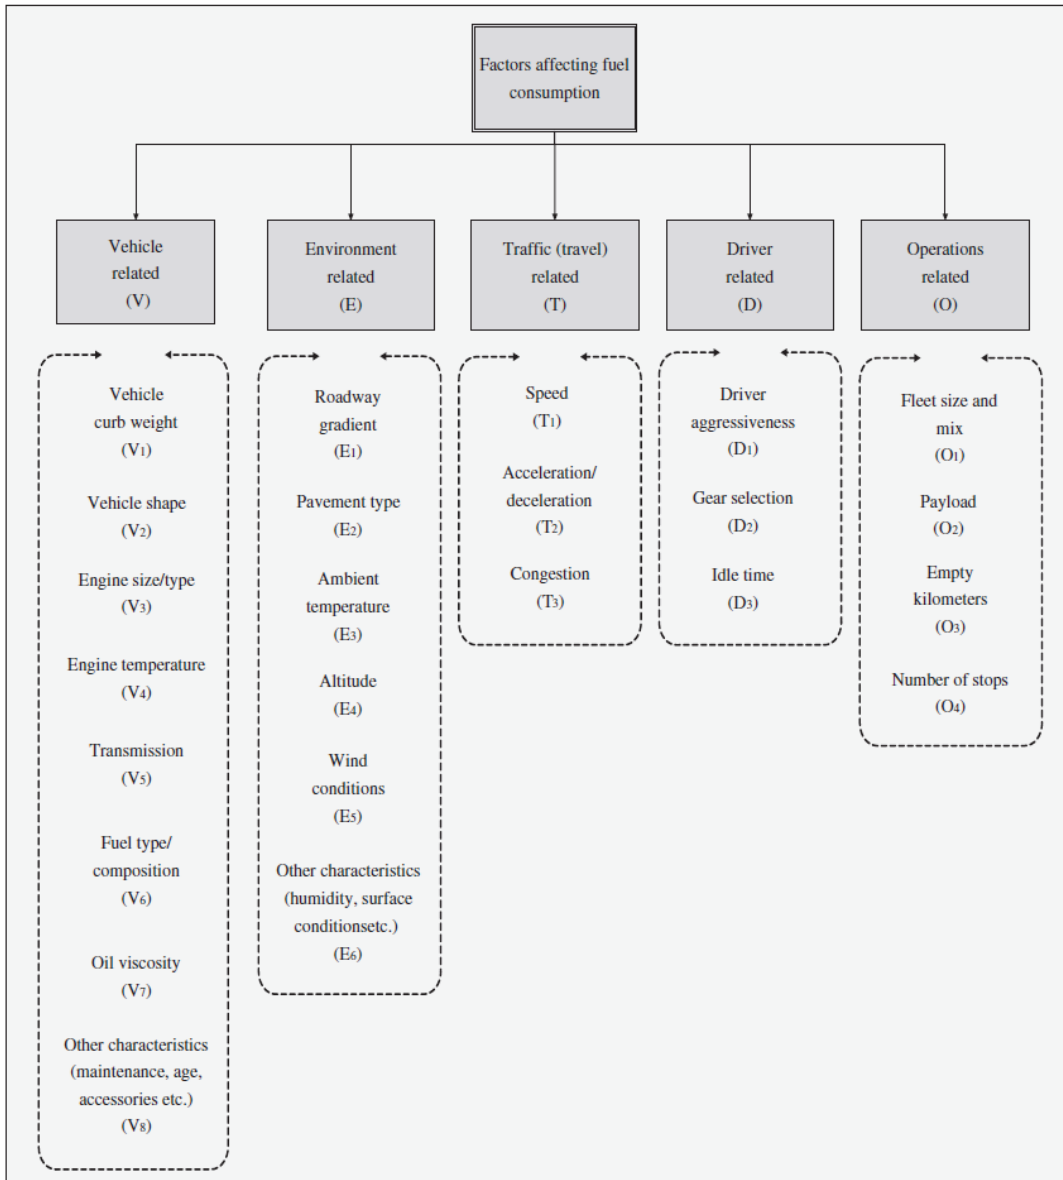 Factors affecting fuel
consumption
Vehicle
related
(V)
Environment
related
(E)
Traffic (travel)
related
(T)
Driver
related
(D)
Operations
related
(O)
Vehicle
curb weight
(V1)
Vehicle shape
(V2)
Engine size/type
(V3)
Engine temperature
(V4)
Transmission
(V5)
Fuel type/
composition
(V6)
Oil viscosity
(V7)
Other characteristics
(maintenance, age,
accessories etc.)
(V8)
Roadway
gradient
(E1)
Pavement type
(E2)
Ambient
temperature
(E3)
Altitude
(E4)
Wind
conditions
(E5)
Other characteristics
(humidity, surface
conditionsetc.)
(E6)
Speed
(T1)
Acceleration/
deceleration
(T2)
Congestion
(T3)
Driver
aggressiveness
(D1)
Gear selection
(D2)
Idle time
(D3)
Fleet size and
mix
(O1)
Payload
(O2)
Empty
kilometers
(O3)
Number of stops
(O4)